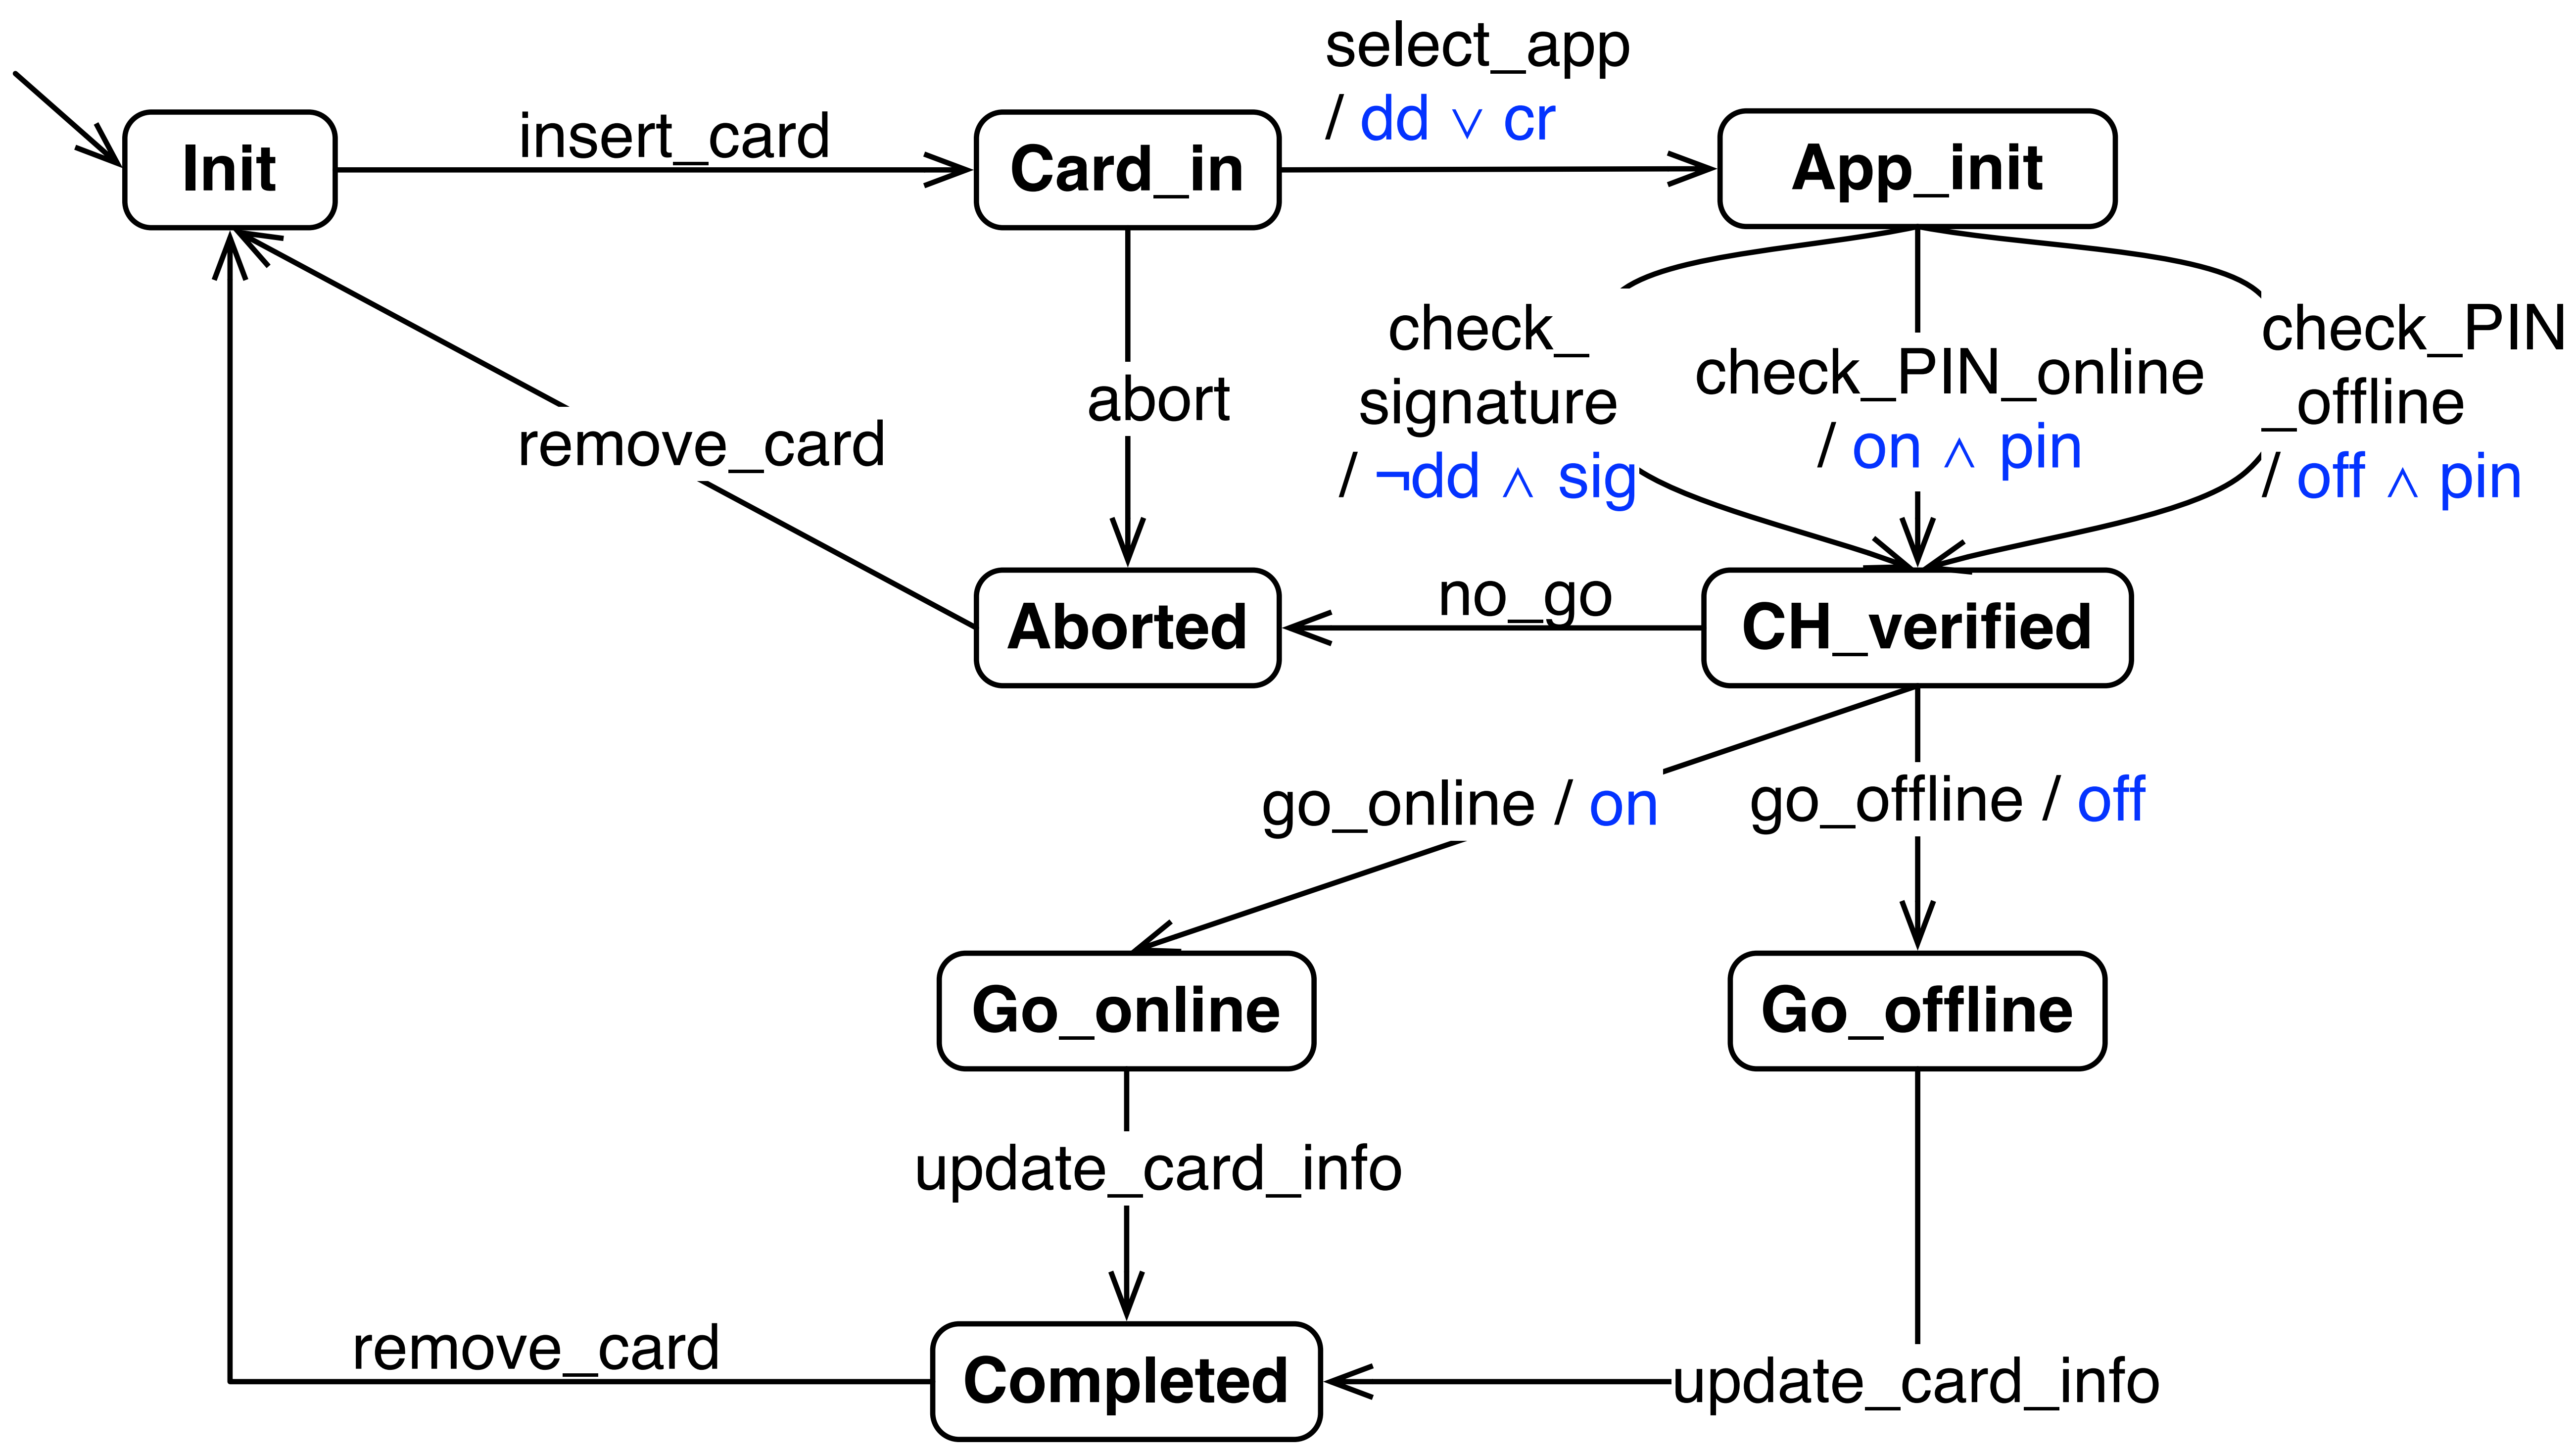 select_app
/ dd ∨ cr
Init
insert_card
Card_in
App_init
check_
signature
/ ¬dd ∧ sig
check_PIN_online
/ on ∧ pin
check_PIN
_offline
/ off ∧ pin
abort
remove_card
Aborted
no_go
CH_verified
go_online / on
go_offline / off
Go_online
Go_offline
update_card_info
remove_card
Completed
update_card_info